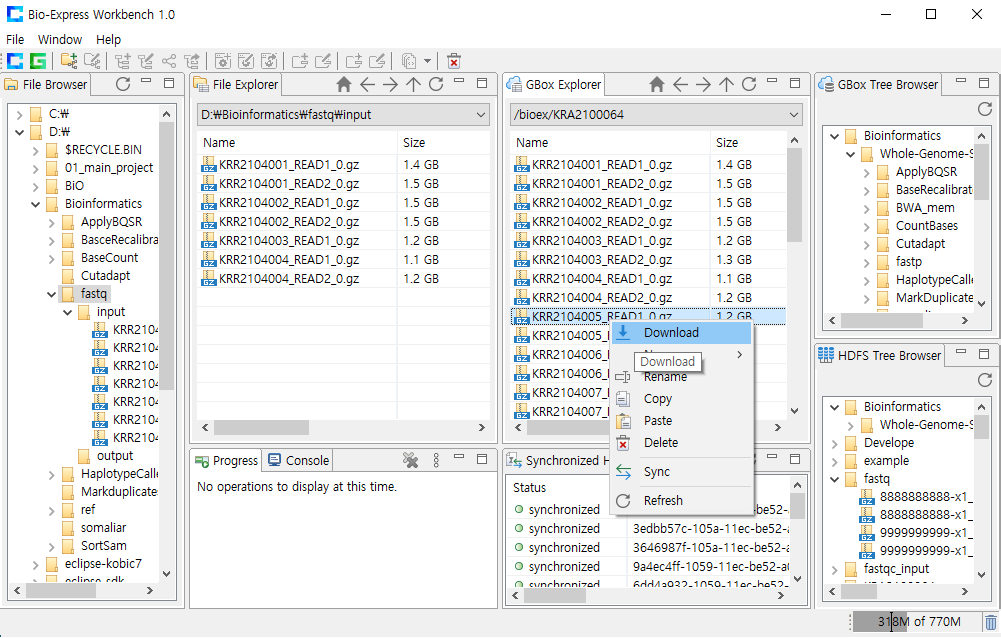 Bio-Express Workbench 1.0
File Window Help
File Browser
C:₩
D:₩
$RECYCLE.BIN
01_main_project
BiO
Bioinformatics
ApplyBQSR
BasceRecalibra
BaseCount
Cutadapt
fastq
input
KRR2104
KRR2104
KRR2104
KRR2104
KRR2104
KRR2104
KRR2104
output
HaplotypeCalle
Markduplicate
ref
somaliar
SortSam
eclipse-kobic7
eclipse-sdk
File Explorer
D:₩Bioinformatics₩fastq₩input
Name Size
KRR2104001_READ1_0.gz 1.4 GB
KRR2104001_READ2_0.gz 1.5 GB
KRR2104002_READ1_0.gz 1.5 GB
KRR2104002_READ2_0.gz 1.5 GB
KRR2104003_READ1_0.gz 1.2 GB
KRR2104004_READ1_0.gz 1.1 GB
KRR2104004_READ2_0.gz 1.2 GB
GBox Explorer
/bioex/KRA2100064
Name Size
KRR2104001_READ1_0.gz 1.4 GB
KRR2104001_READ2_0.gz 1.5 GB
KRR2104002_READ1_0.gz 1.5 GB
KRR2104002_READ2_0.gz 1.5 GB
KRR2104003_READ1_0.gz 1.2 GB
KRR2104003_READ2_0.gz 1.3 GB
KRR2104004_READ1_0.gz 1.1 GB
KRR2104004_READ2_0.gz 1.2 GB
KRR2104005_READ1_0.gz 1.2 GB
KRR2104005_
KRR2104006_
KRR2104006_
KRR2104007_
KRR2104007_
Download
Download
Rename
Copy
Paste
Delete
Sync
Refresh
GBox Tree Browser
Bioinformatics
Whole-Genome-S
ApplyBQSR
BaseRecalibrat
BWA_mem
CountBases
Cutadapt
fastp
HaplotypeCalle
MarkDuplicate
HDFS Tree Browser
Bioinformatics
Whole-Genome-S
Develope
example
fastq
8888888888-x1_
8888888888-x1_
9999999999-x1_
9999999999-x1_
fastqc_input
Progress
Console
No operations to display at this time.
Synchronized H
Status
synchronized
synchronized 3edbb57c-105a-11ec-be52-a
synchronized 3646987f-105a-11ec-be52-a
synchronized 9a4ec4ff-1059-11ec-be52-a0
synchronized 6dd4a932-1059-11ec-be52-
318M of 770M